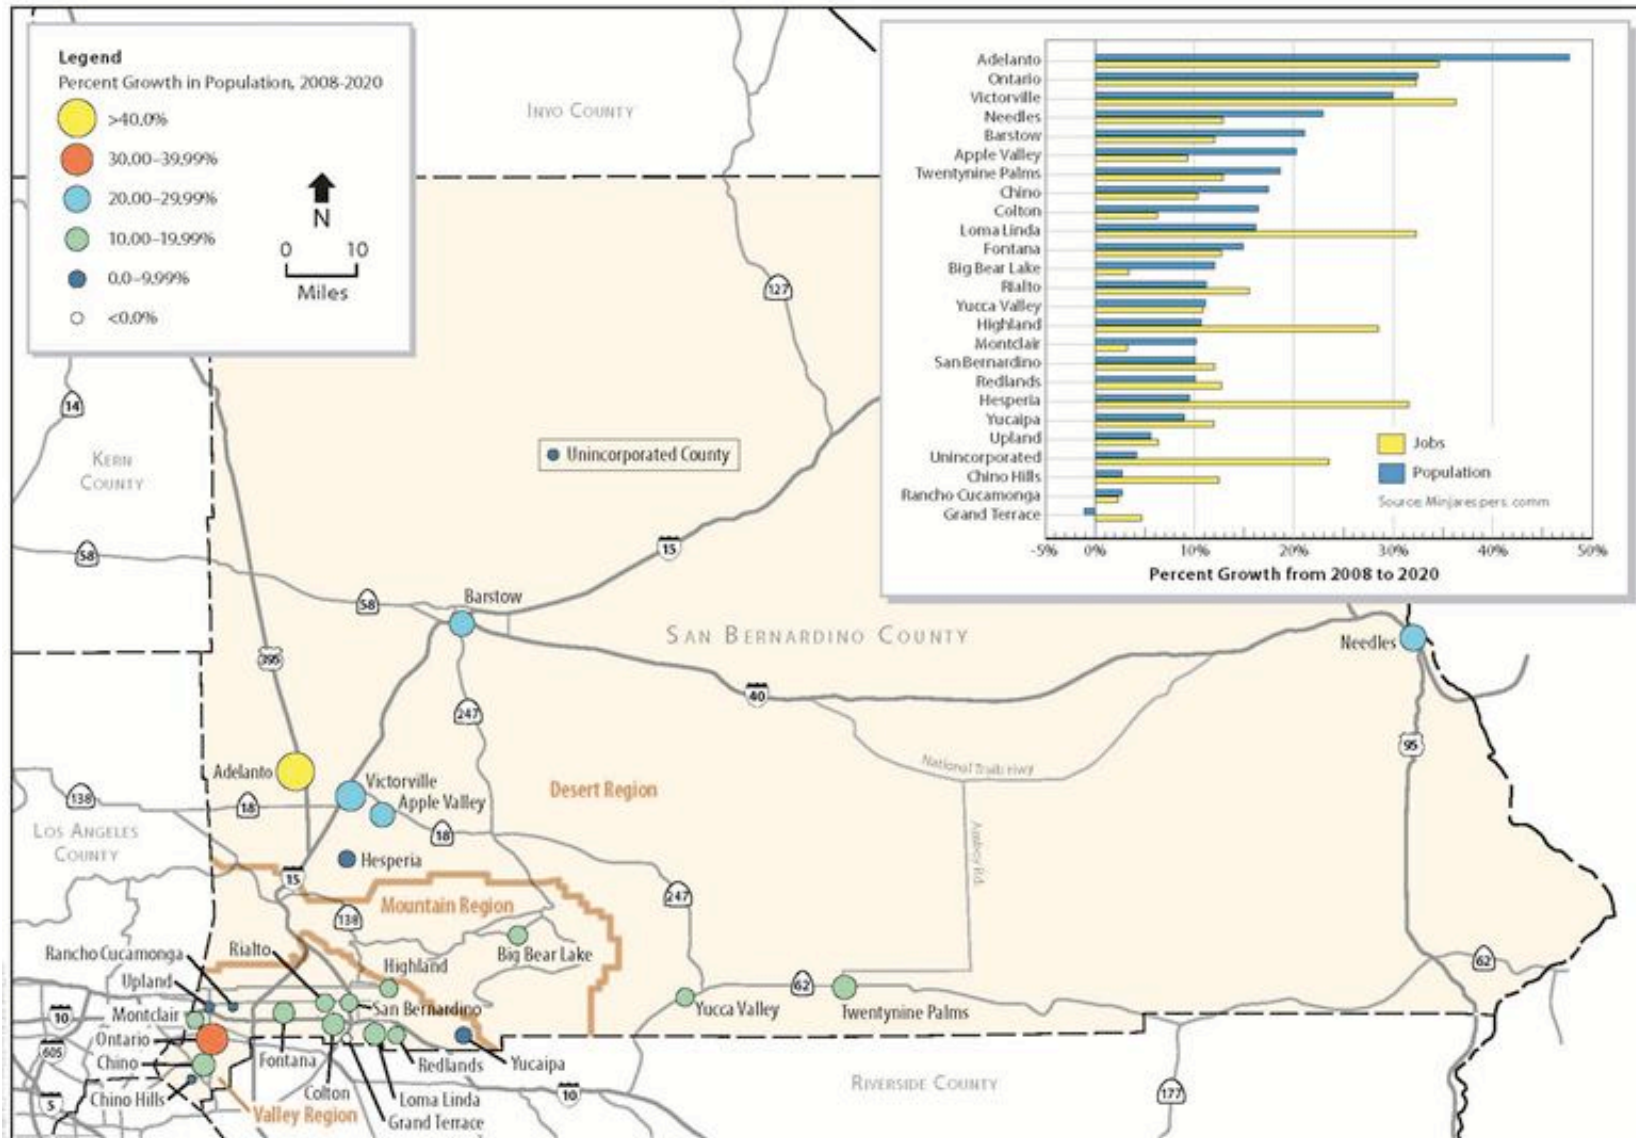 Legend
Percent Growth in Population, 2008-2020
>40.0%
30.00–39.99%
20.00–29.99%
10.00–19.99%
0.0–9.99%
<0.0%
N
0 10
Miles
INYO COUNTY
127
14
KERN
COUNTY
58
Unincorporated County
15
58
Barstow
SAN BERNARDINO COUNTY
Needles
395
40
247
95
National Trails Hwy
Adelanto
Victorville
Apple Valley
Desert Region
138
18
18
LOS ANGELES
COUNTY
Amboy Rd.
Hesperia
15
247
Mountain Region
138
Rancho Cucamonga
Rialto
Highland
Big Bear Lake
62
Upland
62
10
Montclair
San Bernardino
Yucca Valley
Twentynine Palms
Ontario
605
Chino
Fontana
Redlands
Yucaipa
Chino Hills
Colton
Loma Linda
10
RIVERSIDE COUNTY
177
5
Valley Region
Grand Terrace
Adelanto
Ontario
Victorville
Needles
Barstow
Apple Valley
Twentynine Palms
Chino
Colton
Loma Linda
Fontana
Big Bear Lake
Rialto
Yucca Valley
Highland
Montclair
San Bernardino
Redlands
Hesperia
Yucaipa
Upland
Unincorporated
Chino Hills
Rancho Cucamonga
Grand Terrace
Jobs
Population
Source: Minjares pers. comm
-5% 0% 10% 20% 30% 40% 50%
Percent Growth from 2008 to 2020